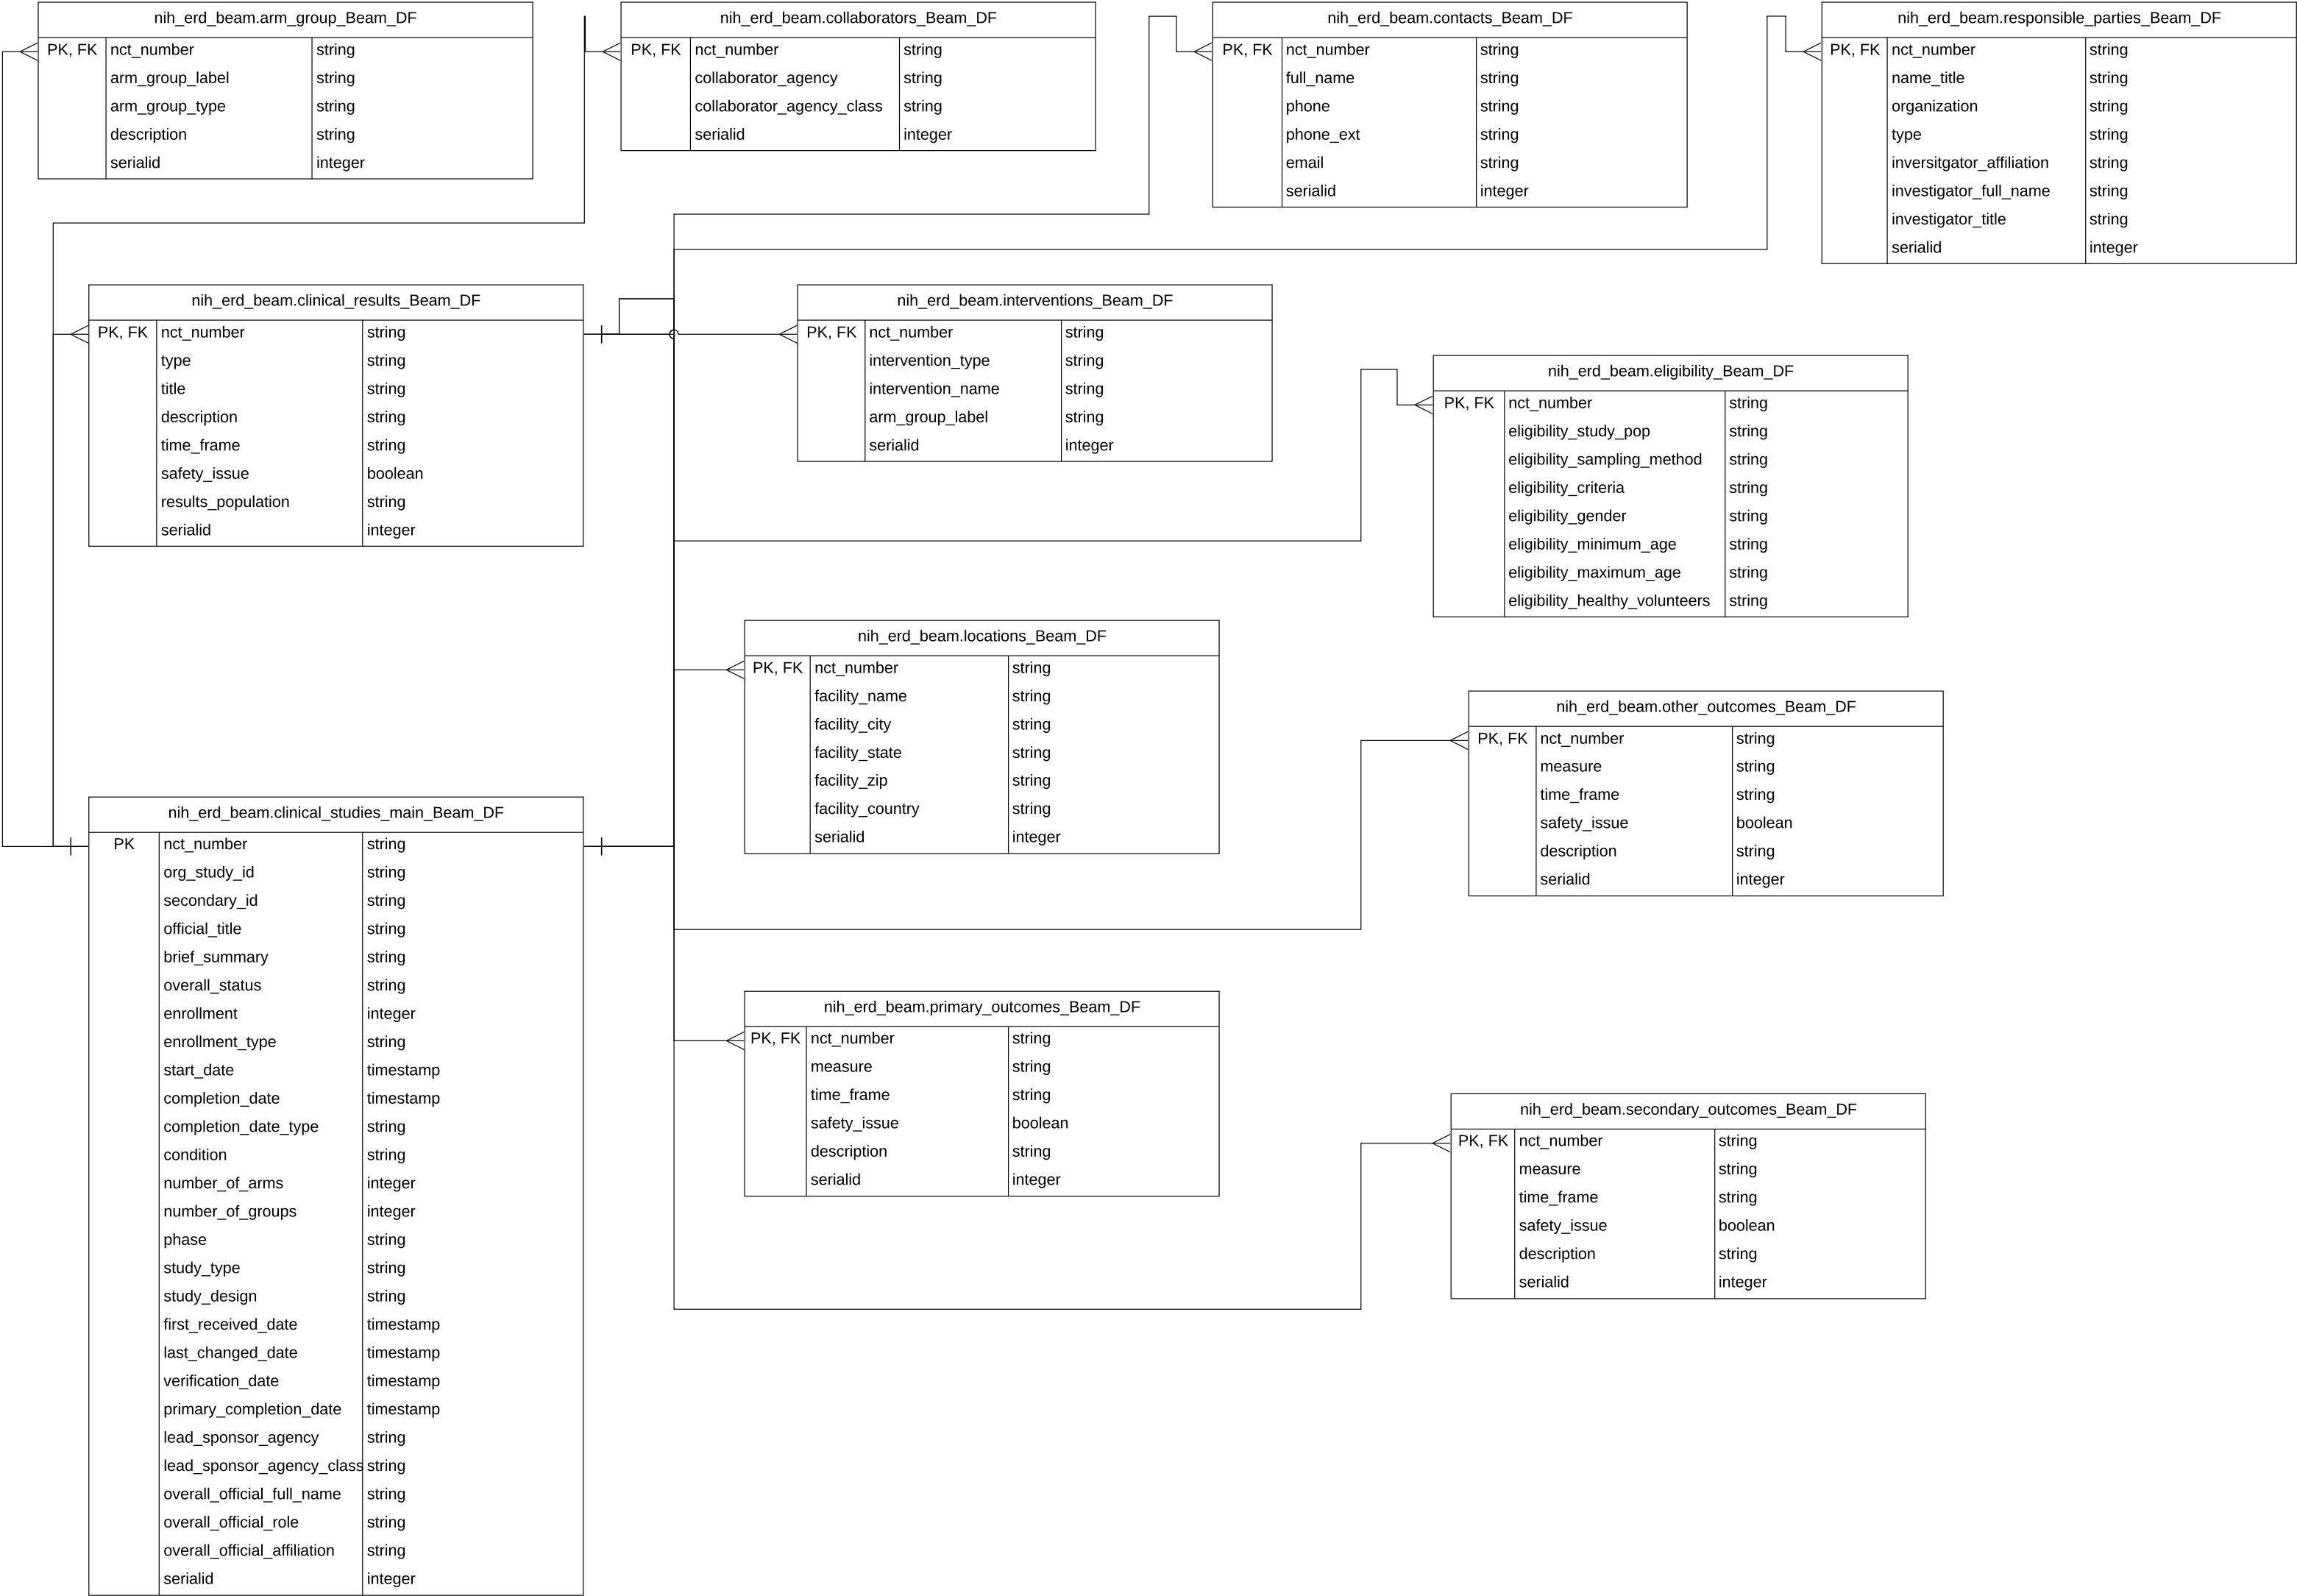 nih_erd_beam.arm_group_Beam_DF
PK, FK nct_number string
arm_group_label string
arm_group_type string
description string
serialid integer
nih_erd_beam.collaborators_Beam_DF
PK, FK nct_number string
collaborator_agency string
collaborator_agency_class string
serialid integer
nih_erd_beam.contacts_Beam_DF
PK, FK nct_number string
full_name string
phone string
phone_ext string
email string
serialid integer
nih_erd_beam.responsible_parties_Beam_DF
PK, FK nct_number string
name_title string
organization string
type string
inversitgator_affiliation string
investigator_full_name string
investigator_title string
serialid integer
nih_erd_beam.clinical_results_Beam_DF
PK, FK nct_number string
type string
title string
description string
time_frame string
safety_issue boolean
results_population string
serialid integer
nih_erd_beam.interventions_Beam_DF
PK, FK nct_number string
intervention_type string
intervention_name string
arm_group_label string
serialid integer
nih_erd_beam.eligibility_Beam_DF
PK, FK nct_number string
eligibility_study_pop string
eligibility_sampling_method string
eligibility_criteria string
eligibility_gender string
eligibility_minimum_age string
eligibility_maximum_age string
eligibility_healthy_volunteers string
nih_erd_beam.locations_Beam_DF
PK, FK nct_number string
facility_name string
facility_city string
facility_state string
facility_zip string
facility_country string
serialid integer
nih_erd_beam.other_outcomes_Beam_DF
PK, FK nct_number string
measure string
time_frame string
safety_issue boolean
description string
serialid integer
nih_erd_beam.clinical_studies_main_Beam_DF
PK nct_number string
org_study_id string
secondary_id string
official_title string
brief_summary string
overall_status string
enrollment integer
enrollment_type string
start_date timestamp
completion_date timestamp
completion_date_type string
condition string
number_of_arms integer
number_of_groups integer
phase string
study_type string
study_design string
first_received_date timestamp
last_changed_date timestamp
verification_date timestamp
primary_completion_date timestamp
lead_sponsor_agency string
lead_sponsor_agency_class string
overall_official_full_name string
overall_official_role string
overall_official_affiliation string
serialid integer
nih_erd_beam.primary_outcomes_Beam_DF
PK, FK nct_number string
measure string
time_frame string
safety_issue boolean
description string
serialid integer
nih_erd_beam.secondary_outcomes_Beam_DF
PK, FK nct_number string
measure string
time_frame string
safety_issue boolean
description string
serialid integer